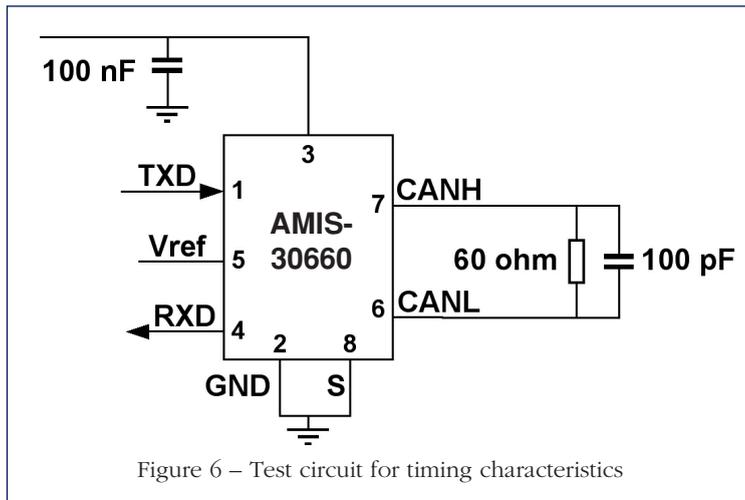 100 nF
3
TXD
1
7
CANH
AMIS-
30660
Vref
5
60 ohm
100 pF
6
CANL
RXD
4
2
8
GND
S
Figure 6 – Test circuit for timing characteristics